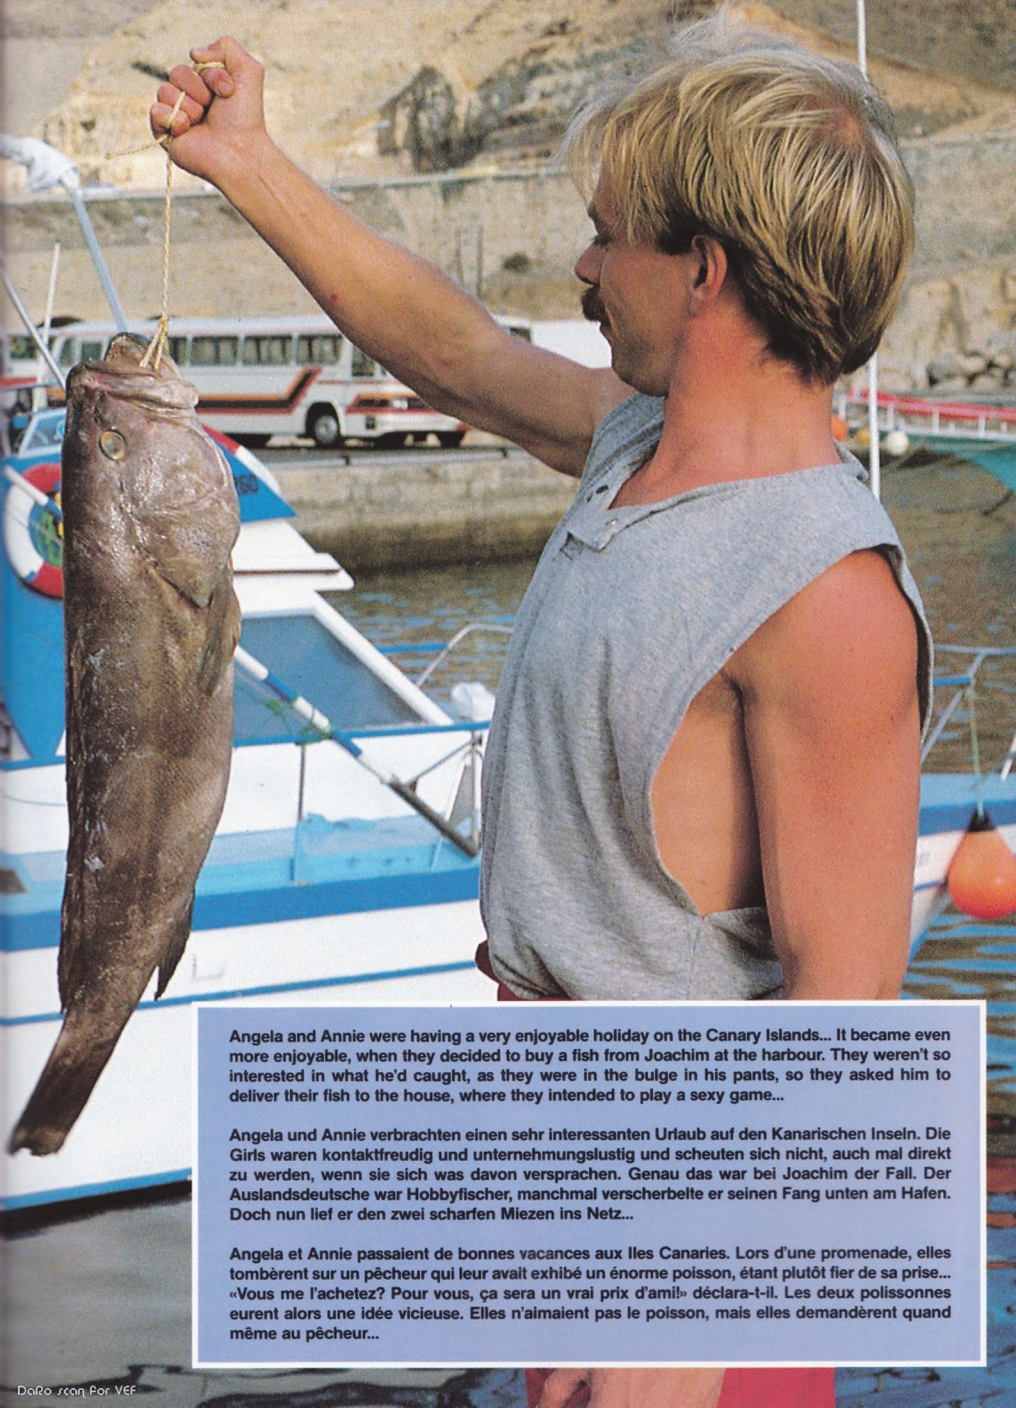 Angela and Annie were having a very enjoyable holiday on the Canary Islands... It became even
more enjoyable, when they decided to buy a fish from Joachim at the harbour. They weren't so
interested in what he'd caught, as they were in the bulge in his pants, so they asked him to
deliver their fish to the house, where they intended to play a sexy game...
Angela und Annie verbrachten einen sehr interessanten Urlaub auf den Kanarischen Inseln. Die
Girls waren kontaktfreudig und unternehmungslustig und scheuten sich nicht, auch mal direkt
zu werden, wenn sie sich was davon versprachen. Genau das war bei Joachim der Fall. Der
Auslandsdeutsche war Hobbyfischer, manchmal verscherbelte er seinen Fang unten am Hafen.
Doch nun lief er den zwei scharfen Miezen ins Netz...
Angela et Annie passaient de bonnes vacances aux Iles Canaries. Lors d'une promenade, elles
tombèrent sur un pêcheur qui leur avait exhibé un énorme poisson, étant plutôt fier de sa prise...
«Vous me l'achetez? Pour vous, ça sera un vrai prix d'ami!» déclara-t-il. Les deux polissonnes
eurent alors une idée vicieuse. Elles n'aimaient pas le poisson, mais elles demandèrent quand
même au pêcheur...
DaRo scan for VEF